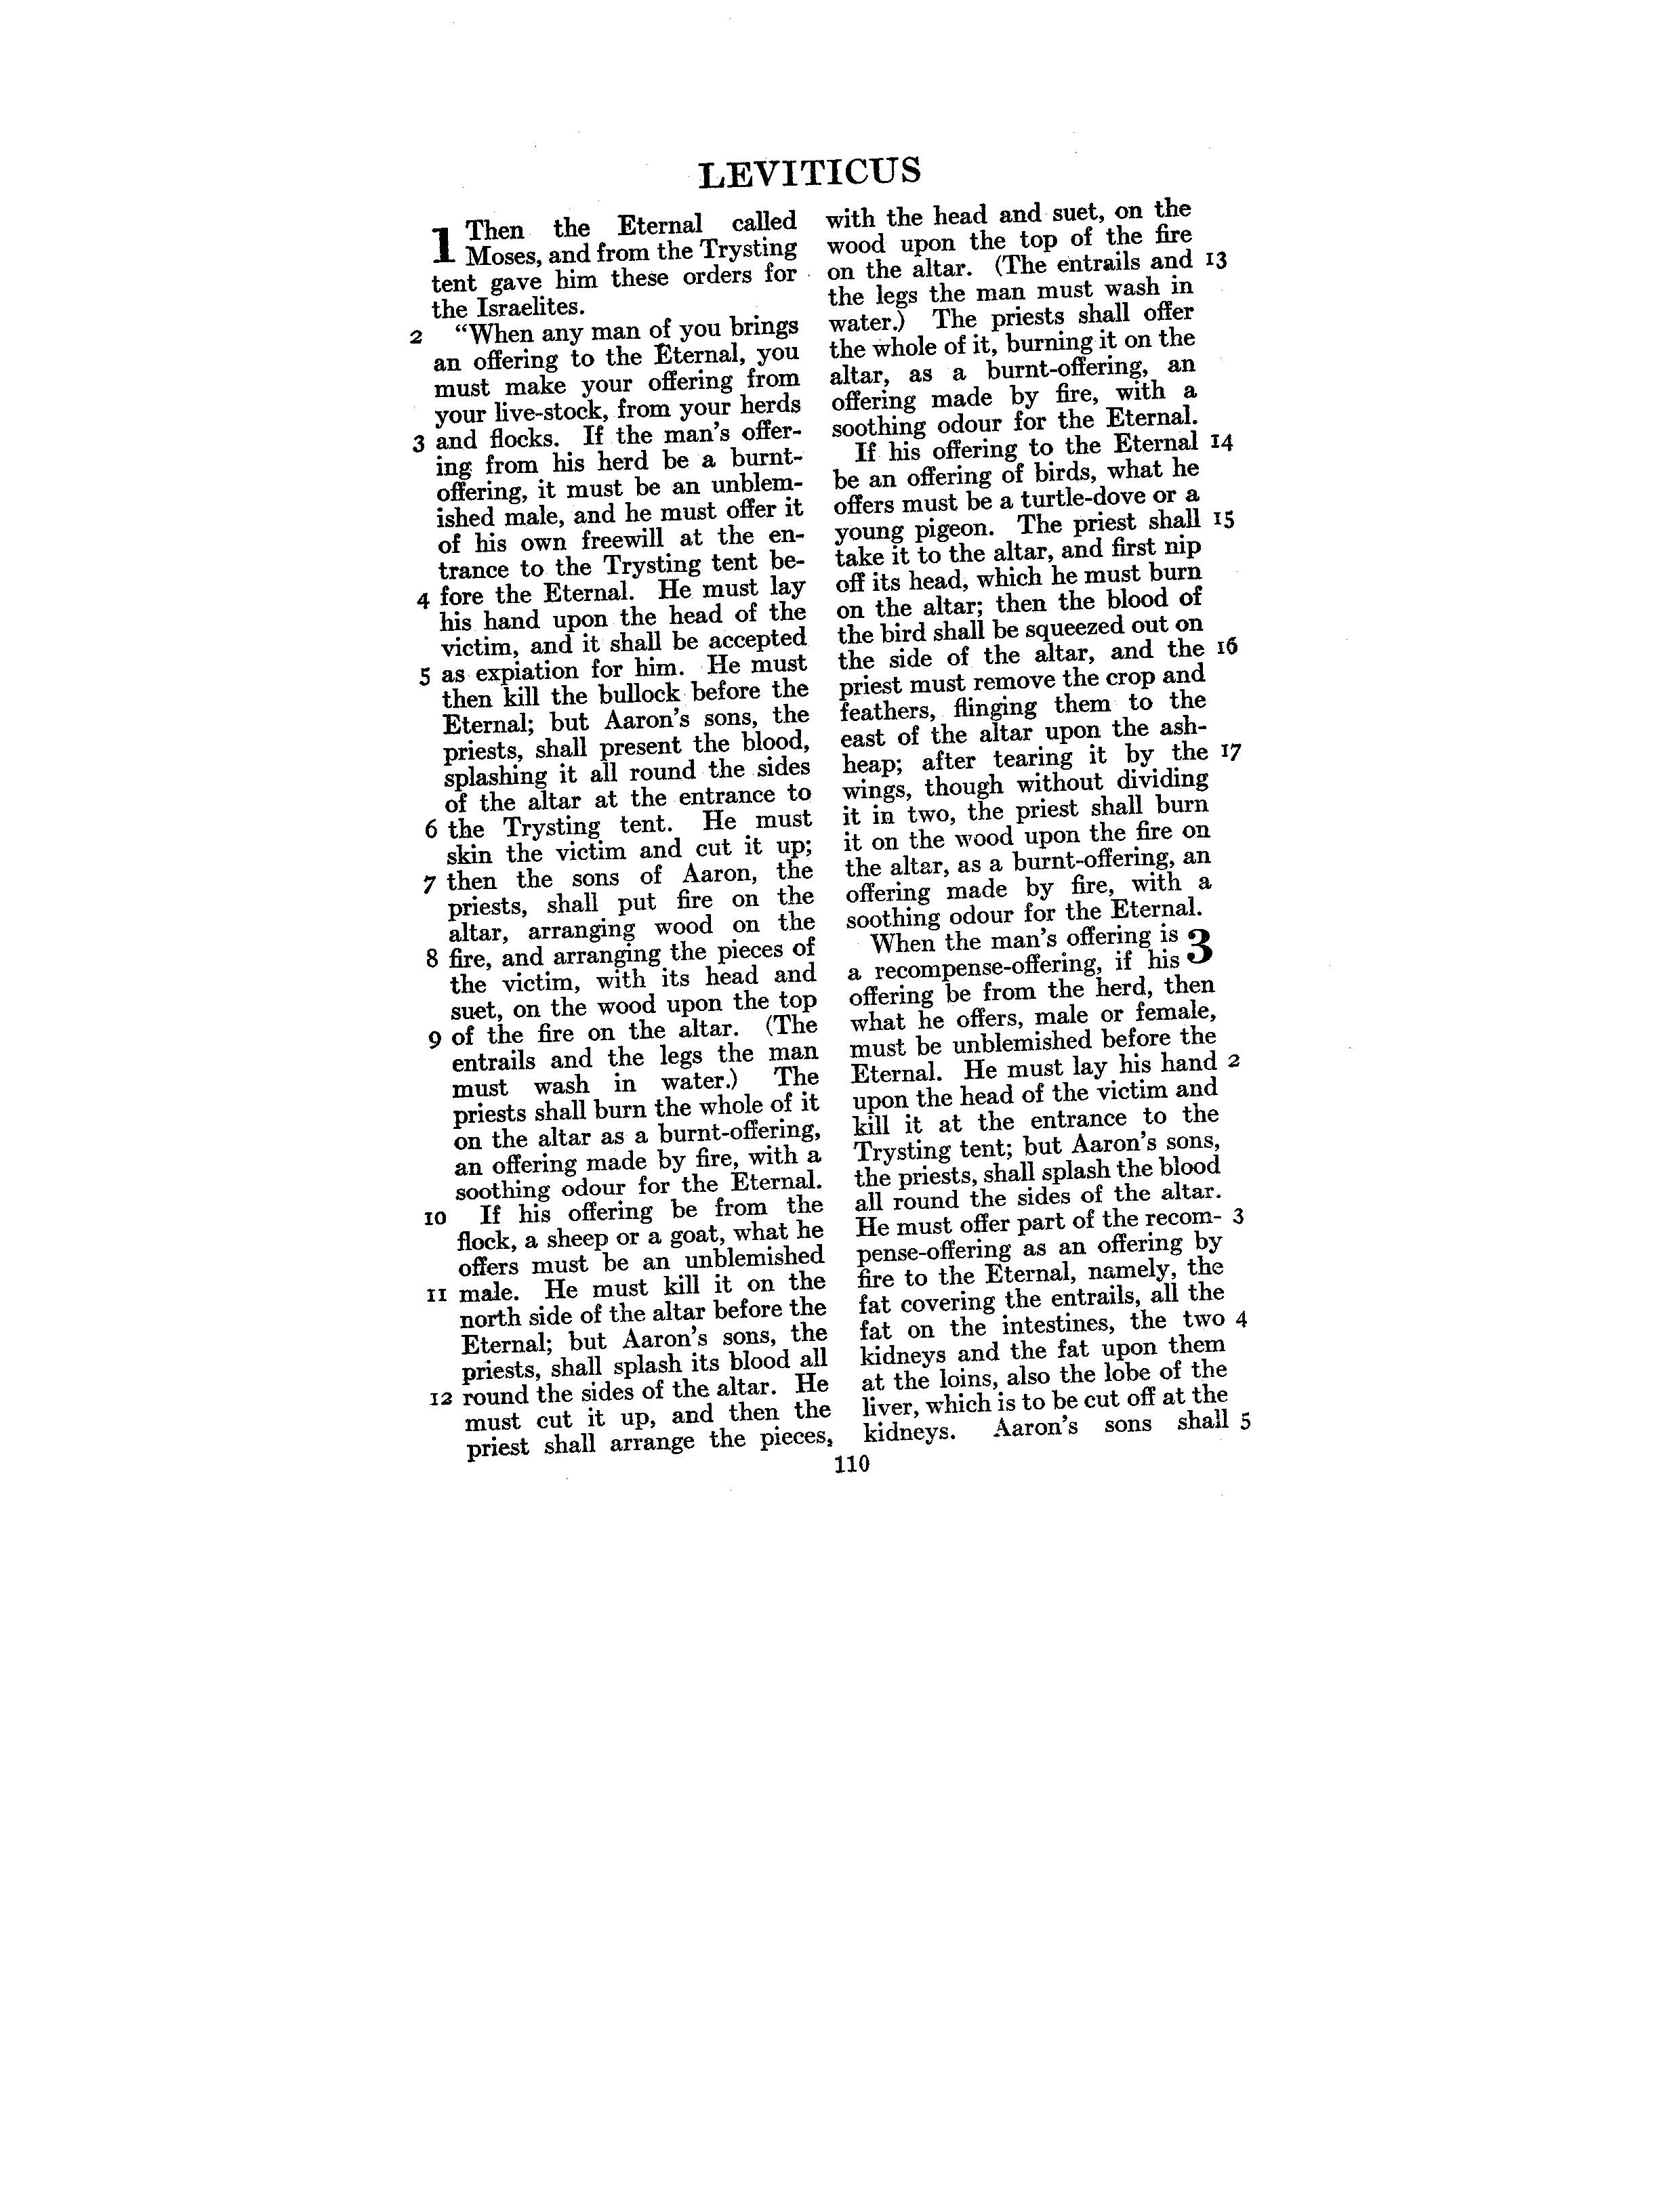 LEVITICUS
1 Then the Eternal called
Moses, and from the Trysting
tent gave him these orders for
the Israelites.
2 “When any man of you brings
an offering to the Eternal, you
must make your offering from
your live-stock, from your herds
3 and flocks. If the man's offer-
ing from his herd be a burnt-
offering, it must be an unblem-
ished male, and he must offer it
of his own freewill at the en-
trance to the Trysting tent be-
4 fore the Eternal. He must lay
his hand upon the head of the
victim, and it shall be accepted
5 as expiation for him. He must
then kill the bullock before the
Eternal; but Aaron's sons, the
priests, shall present the blood,
splashing it all round the sides
of the altar at the entrance to
6 the Trysting tent. He must
skin the victim and cut it up;
7 then the sons of Aaron, the
priests, shall put fire on the
altar, arranging wood on the
8 fire, and arranging the pieces of
the victim, with its head and
suet, on the wood upon the top
9 of the fire on the altar. (The
entrails and the legs the man
must wash in water.) The
priests shall burn the whole of it
on the altar as a burnt-offering,
an offering made by fire, with a
soothing odour for the Eternal.
10 If his offering be from the
flock, a sheep or a goat, what he
offers must be an unblemished
11 male. He must kill it on the
north side of the altar before the
Eternal; but Aaron's sons, the
priests, shall splash its blood all
12 round the sides of the altar. He
must cut it up, and then the
priest shall arrange the pieces,
with the head and suet, on the
wood upon the top of the fire
on the altar. (The entrails and 13
the legs the man must wash in
water.) The priests shall offer
the whole of it, burning it on the
altar, as a burnt-offering, an
offering made by fire, with a
soothing odour for the Eternal.
If his offering to the Eternal 14
be an offering of birds, what he
offers must be a turtle-dove or a
young pigeon. The priest shall 15
take it to the altar, and first nip
off its head, which he must burn
on the altar; then the blood of
the bird shall be squeezed out on
the side of the altar, and the 16
priest must remove the crop and
feathers, flinging them to the
east of the altar upon the ash-
heap; after tearing it by the 17
wings, though without dividing
it in two, the priest shall burn
it on the wood upon the fire on
the altar, as a burnt-offering, an
offering made by fire, with a
soothing odour for the Eternal.
When the man's offering is 3
a recompense-offering, if his
offering be from the herd, then
what he offers, male or female,
must be unblemished before the
Eternal. He must lay his hand 2
upon the head of the victim and
kill it at the entrance to the
Trysting tent; but Aaron's sons,
the priests, shall splash the blood
all round the sides of the altar.
He must offer part of the recom- 3
pense-offering as an offering by
fire to the Eternal, namely, the
fat covering the entrails, all the
fat on the intestines, the two 4
kidneys and the fat upon them
at the loins, also the lobe of the
liver, which is to be cut off at the
kidneys. Aaron's sons shall 5
110